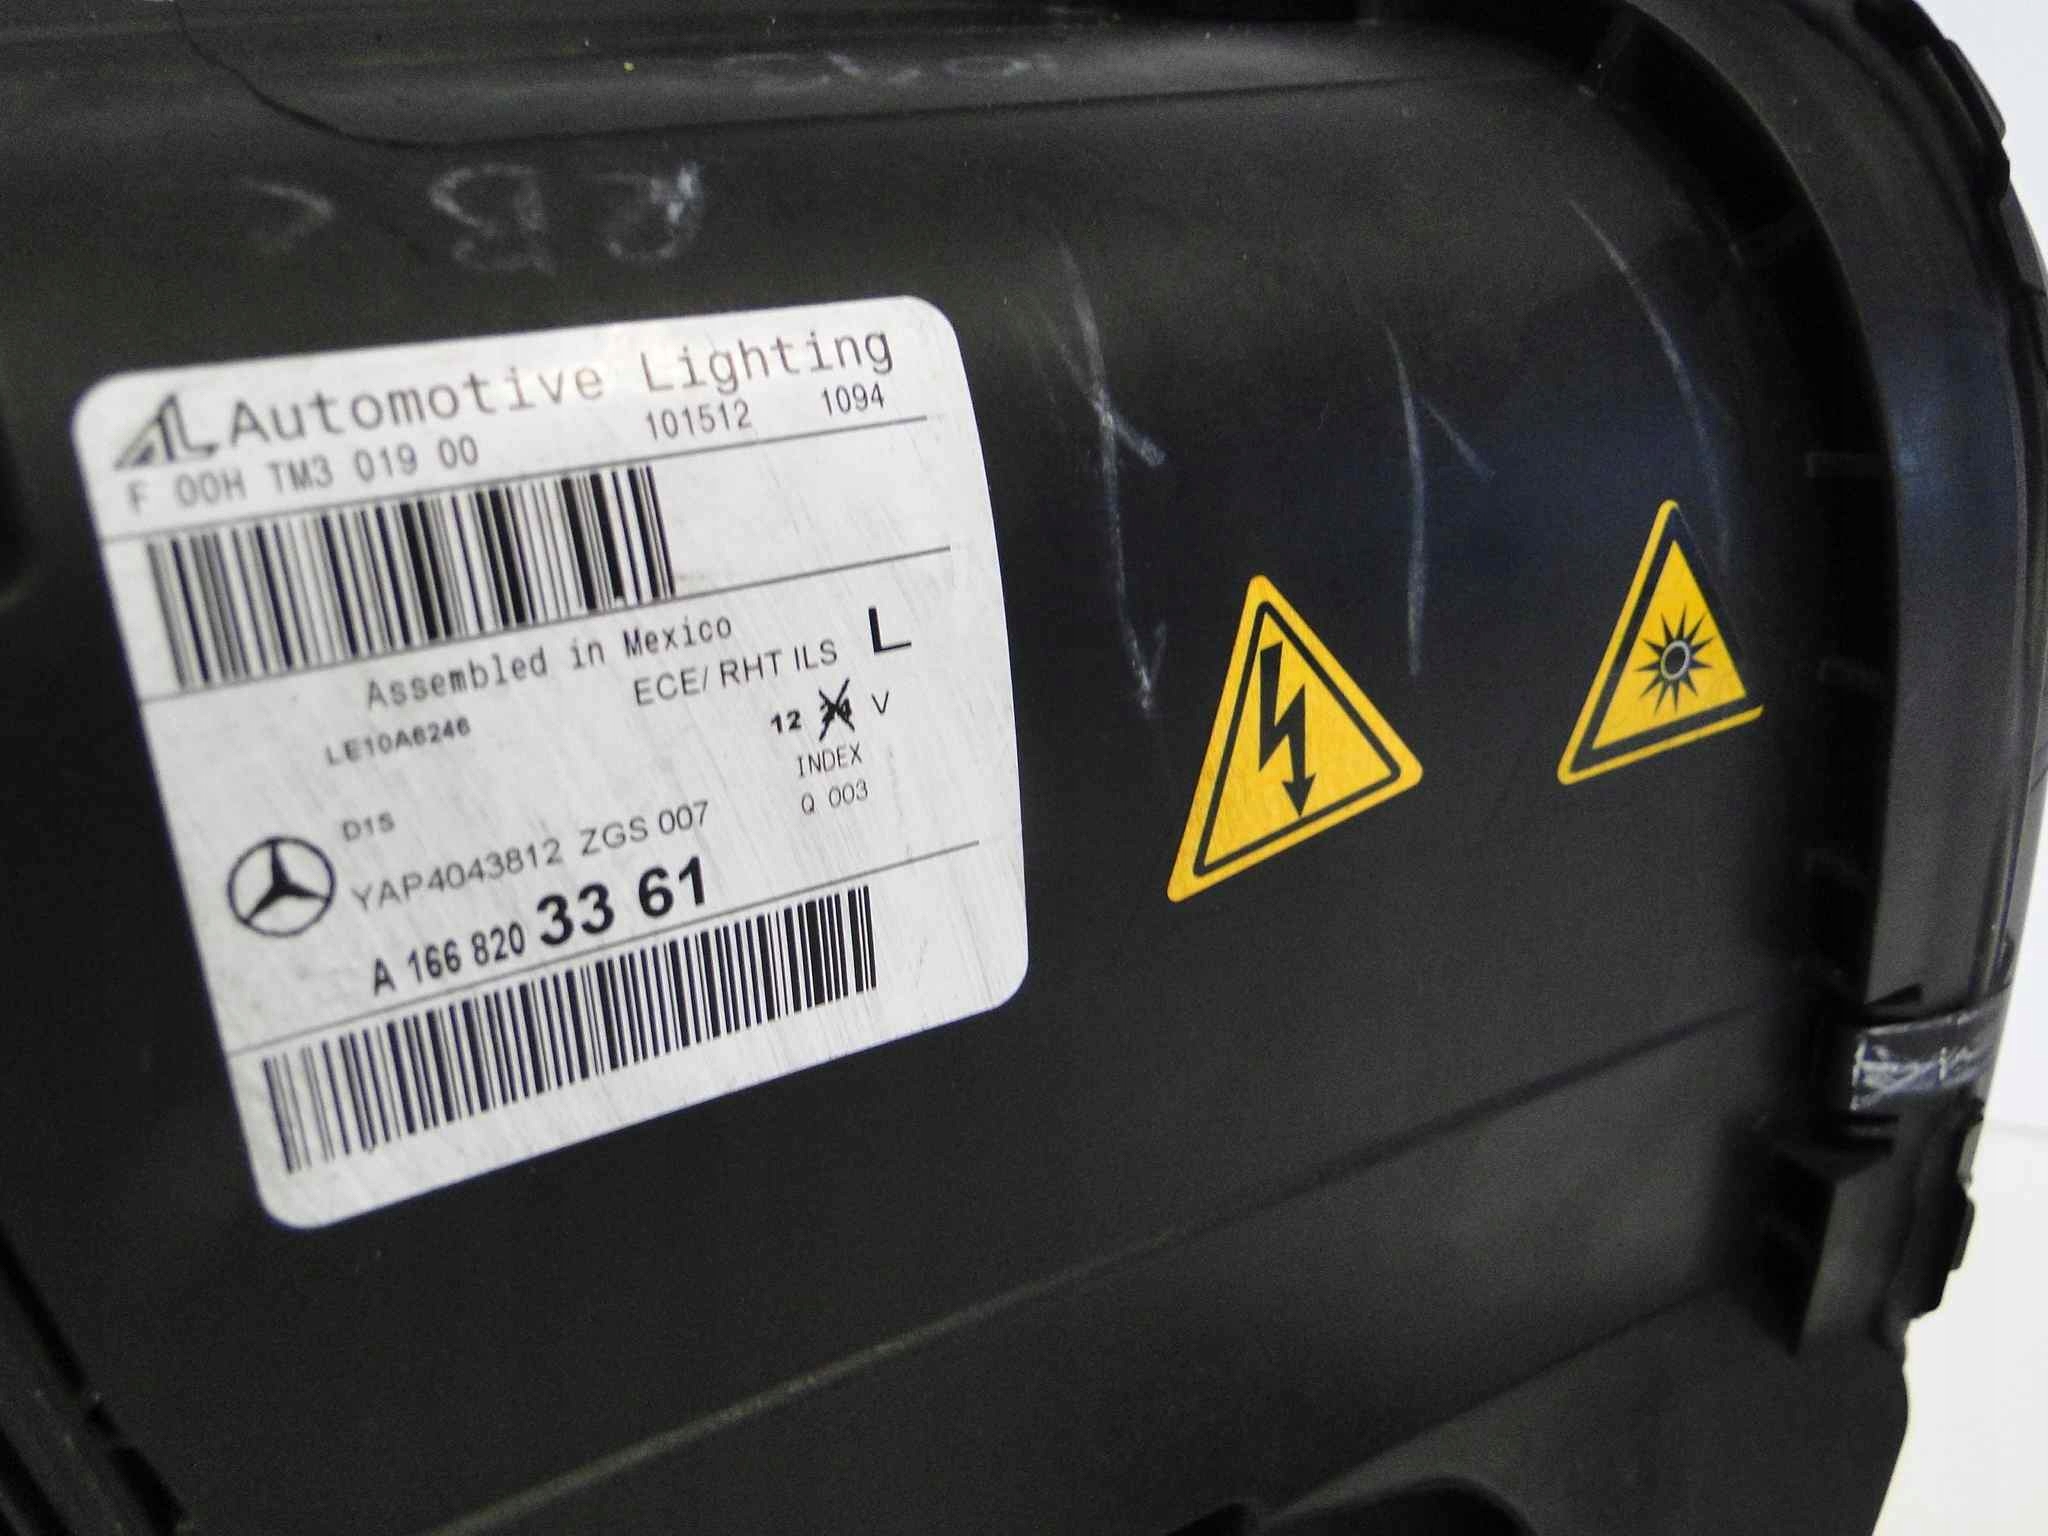 AL Automotive Lighting
F 00H TM3 019 00 101512 1094
Assembled in Mexico
ECE/ RHT ILS L
LE10A6246
12 V
INDEX
Q 003
D1S
YAP4043812 ZGS 007
A 166 820 33 61